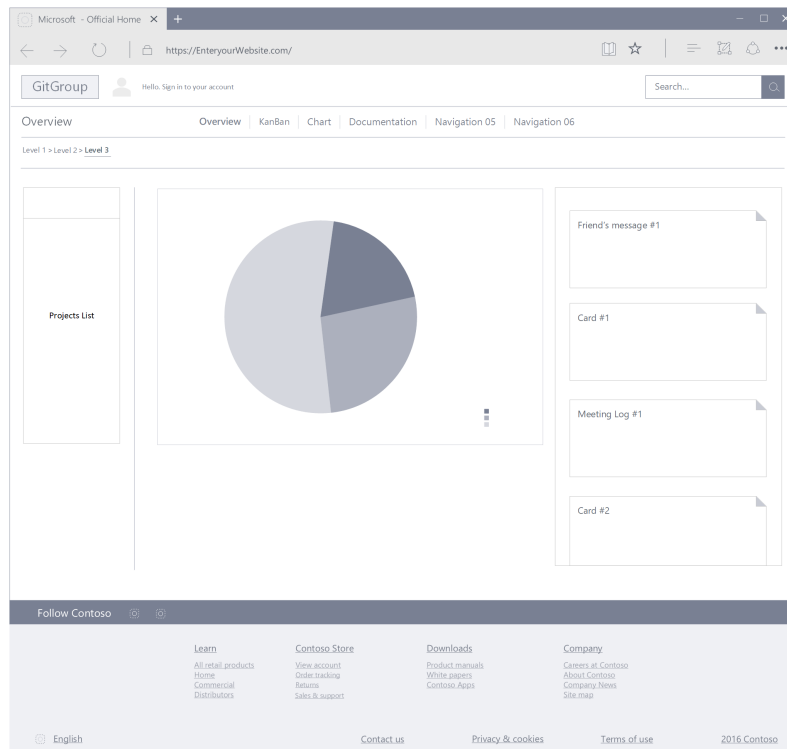 Microsoft - Official Home
https://EnteryourWebsite.com/
GitGroup
Hello. Sign in to your account
Search...
Overview
Overview KanBan Chart Documentation Navigation 05 Navigation 06
Level 1 > Level 2 > Level 3
Projects List
Friend's message #1
Card #1
Meeting Log #1
Card #2
Follow Contoso
Learn
All retail products
Home
Commercial
Distributors
Contoso Store
View account
Order tracking
Returns
Sales & support
Downloads
Product manuals
White papers
Contoso Apps
Company
Careers at Contoso
About Contoso
Company News
Site map
English
Contact us
Privacy & cookies
Terms of use
2016 Contoso